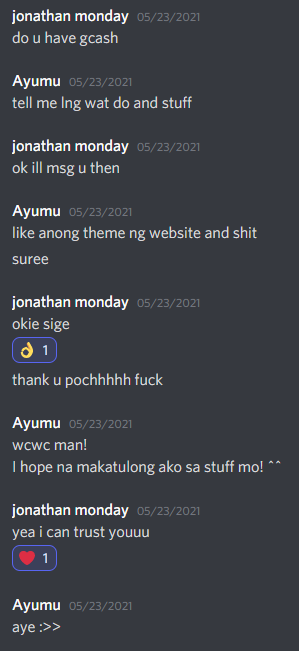 jonathan monday 05/23/2021
do u have gcash
Ayumu 05/23/2021
tell me lng wat do and stuff
jonathan monday 05/23/2021
ok ill msg u then
Ayumu 05/23/2021
like anong theme ng website and shit
suree
jonathan monday 05/23/2021
okie sige
👌 1
thank u pochhhhh fuck
Ayumu 05/23/2021
wcwc man!
I hope na makatulong ako sa stuff mo! ^^
jonathan monday 05/23/2021
yea i can trust youuu
❤️ 1
Ayumu 05/23/2021
aye :>>